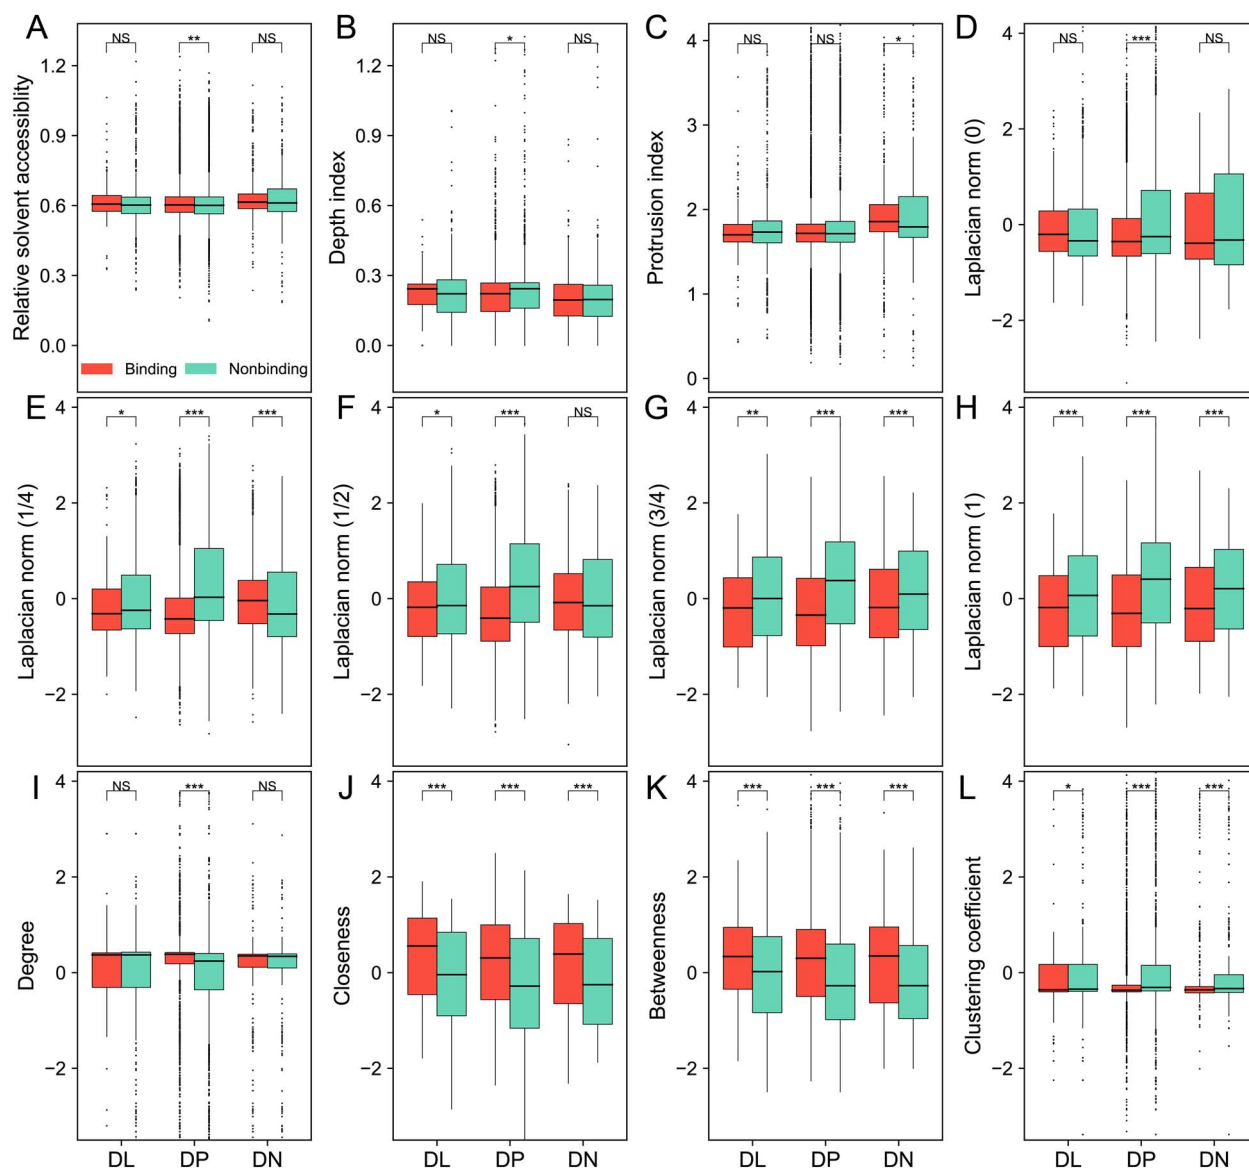 A
Relative solvent accessiblity
1.2
0.9
0.6
0.3
0.0
NS
**
NS
Binding
Nonbinding
B
Depth index
1.2
0.9
0.6
0.3
0.0
NS
*
NS
C
Protrusion index
4
3
2
1
0
NS
NS
*
D
Laplacian norm (0)
4
2
0
−2
NS
***
NS
E
Laplacian norm (1/4)
4
2
0
−2
*
***
***
F
Laplacian norm (1/2)
4
2
0
−2
*
***
NS
G
Laplacian norm (3/4)
4
2
0
−2
**
***
***
H
Laplacian norm (1)
4
2
0
−2
***
***
***
I
Degree
4
2
0
−2
NS
***
NS
DL DP DN
J
Closeness
4
2
0
−2
***
***
***
DL DP DN
K
Betweenness
4
2
0
−2
***
***
***
DL DP DN
L
Clustering coefficient
4
2
0
−2
*
***
***
DL DP DN